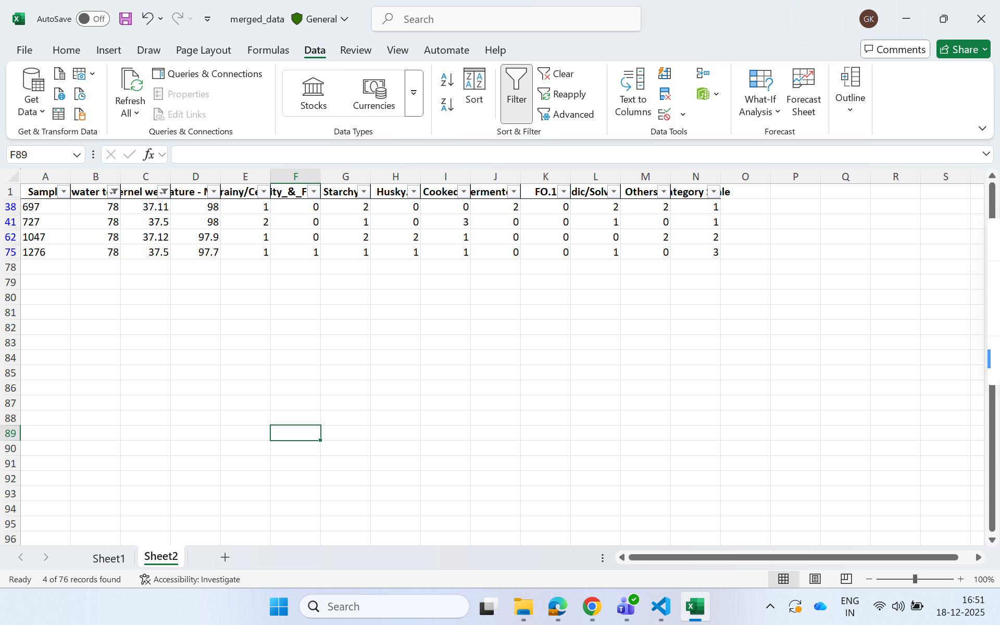 AutoSave Off merged_data General Search GK
File Home Insert Draw Page Layout Formulas Data Review View Automate Help Comments Share
Get Data
Refresh All
Queries & Connections
Properties
Edit Links
Stocks
Currencies
Sort
Filter
Clear
Reapply
Advanced
Text to Columns
What-If Analysis
Forecast Sheet
Outline
Get & Transform Data Queries & Connections Data Types Sort & Filter Data Tools Forecast
F89 fx
A B C D E F G H I J K L M N O P Q R S
1 Sampl water te ernel we ature - M rainy/Ce ity_&_F Starchy Husky. Cooked ermente FO.1 dic/Solv Others ategory S ale
38 697 78 37.11 98 1 0 2 0 0 2 0 2 2 1
41 727 78 37.5 98 2 0 1 0 3 0 0 1 0 1
62 1047 78 37.12 97.9 1 0 2 2 1 0 0 0 2 2
75 1276 78 37.5 97.7 1 1 1 1 1 0 0 1 0 3
78
79
80
81
82
83
84
85
86
87
88
89
90
91
92
93
94
95
96
Sheet1 Sheet2
Ready 4 of 76 records found Accessibility: Investigate 100%
Search ENG IN 16:51 18-12-2025